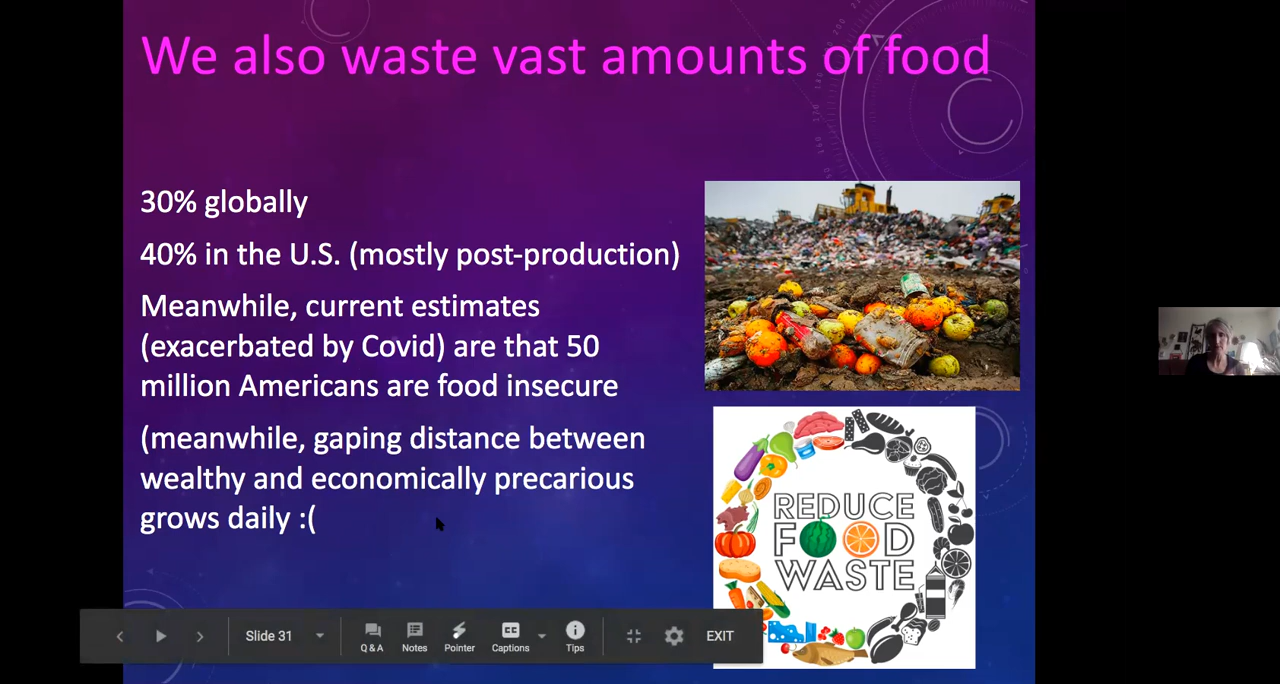 We also waste vast amounts of food
30% globally
40% in the U.S. (mostly post-production)
Meanwhile, current estimates
(exacerbated by Covid) are that 50
million Americans are food insecure
(meanwhile, gaping distance between
wealthy and economically precarious
grows daily :(
REDUCE
FOOD
WASTE
Slide 31
Q & A
Notes
Pointer
CC
Captions
Tips
EXIT